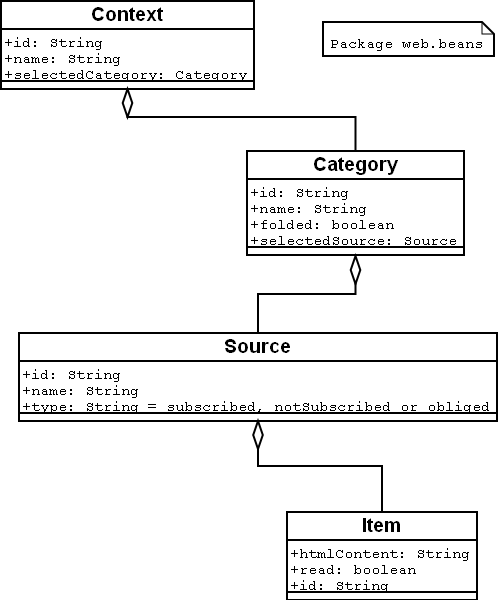 Context
+id: String
+name: String
+selectedCategory: Category
Package web.beans
Category
+id: String
+name: String
+folded: boolean
+selectedSource: Source
Source
+id: String
+name: String
+type: String = subscribed, notSubscribed or obliged
Item
+htmlContent: String
+read: boolean
+id: String